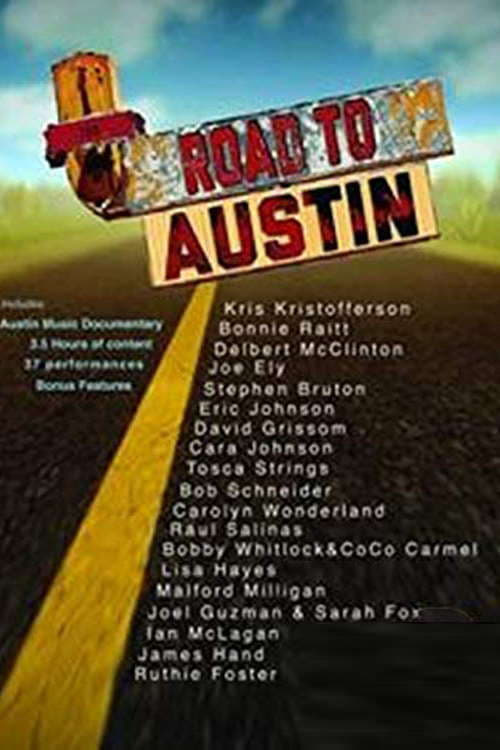 ROAD TO
AUSTIN
Includes:
Austin Music Documentary
3.5 Hours of content
37 performances
Bonus Features
Kris Kristofferson
Bonnie Raitt
Delbert McClinton
Joe Ely
Stephen Bruton
Eric Johnson
David Grissom
Cara Johnson
Tosca Strings
Bob Schneider
Carolyn Wonderland
Raul Salinas
Bobby Whitlock&CoCo Carmel
Lisa Hayes
Malford Milligan
Joel Guzman & Sarah Fox
Ian McLagan
James Hand
Ruthie Foster